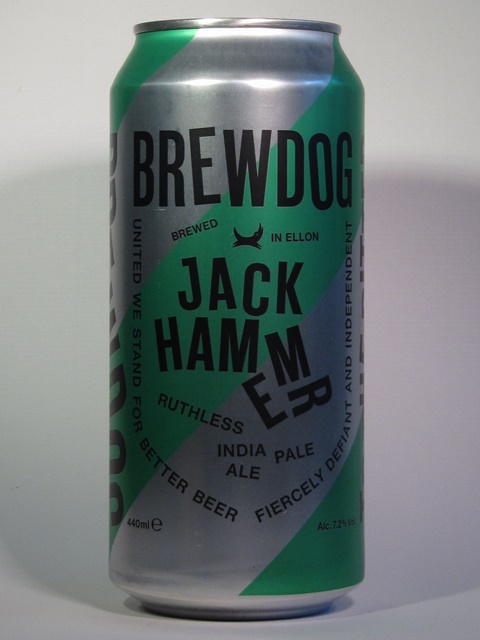 BREWDOG
BREWED IN ELLON
JACK
HAMMER
RUTHLESS
INDIA PALE
ALE
UNITED WE STAND FOR BETTER BEER
FIERCELY DEFIANT AND INDEPENDENT
440ml e
Alc. 7.2% Vol